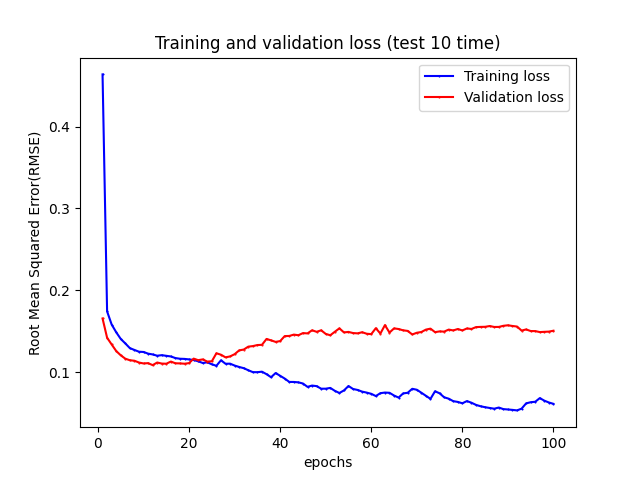 Training and validation loss (test 10 time)
Training loss
Validation loss
Root Mean Squared Error(RMSE)
0.4
0.3
0.2
0.1
0 20 40 60 80 100
epochs